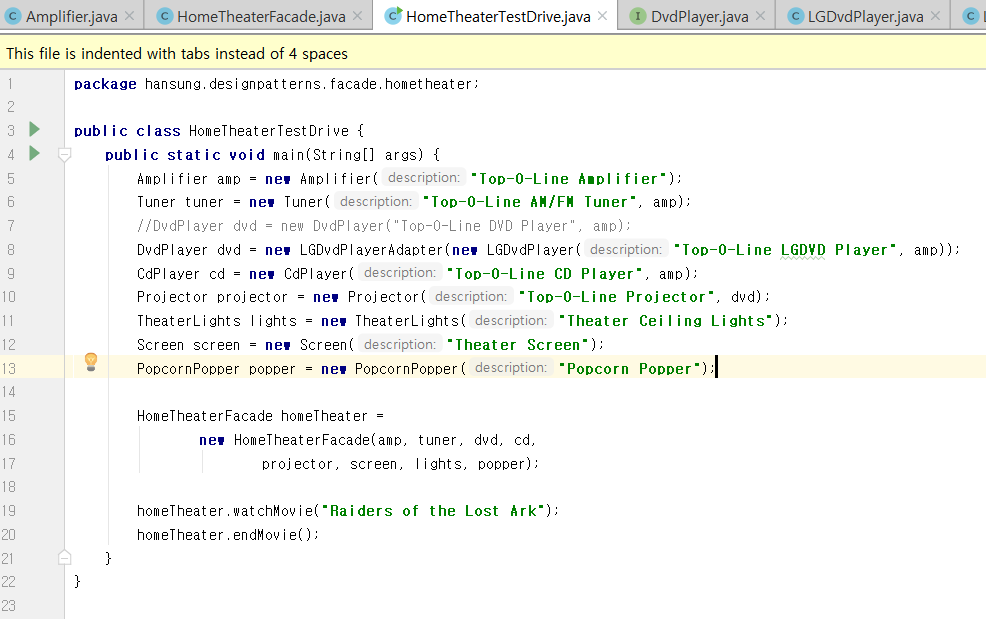 Amplifier.java HomeTheaterFacade.java HomeTheaterTestDrive.java DvdPlayer.java LGDvdPlayer.java
This file is indented with tabs instead of 4 spaces
1 package hansung.designpatterns.facade.hometheater;
2
3 public class HomeTheaterTestDrive {
4 public static void main(String[] args) {
5 Amplifier amp = new Amplifier( description: "Top-O-Line Amplifier");
6 Tuner tuner = new Tuner( description: "Top-O-Line AM/FM Tuner", amp);
7 //DvdPlayer dvd = new DvdPlayer("Top-O-Line DVD Player", amp);
8 DvdPlayer dvd = new LGDvdPlayerAdapter(new LGDvdPlayer( description: "Top-O-Line LGDVD Player", amp));
9 CdPlayer cd = new CdPlayer( description: "Top-O-Line CD Player", amp);
10 Projector projector = new Projector( description: "Top-O-Line Projector", dvd);
11 TheaterLights lights = new TheaterLights( description: "Theater Ceiling Lights");
12 Screen screen = new Screen( description: "Theater Screen");
13 PopcornPopper popper = new PopcornPopper( description: "Popcorn Popper");
14
15 HomeTheaterFacade homeTheater =
16 new HomeTheaterFacade(amp, tuner, dvd, cd,
17 projector, screen, lights, popper);
18
19 homeTheater.watchMovie("Raiders of the Lost Ark");
20 homeTheater.endMovie();
21 }
22 }
23